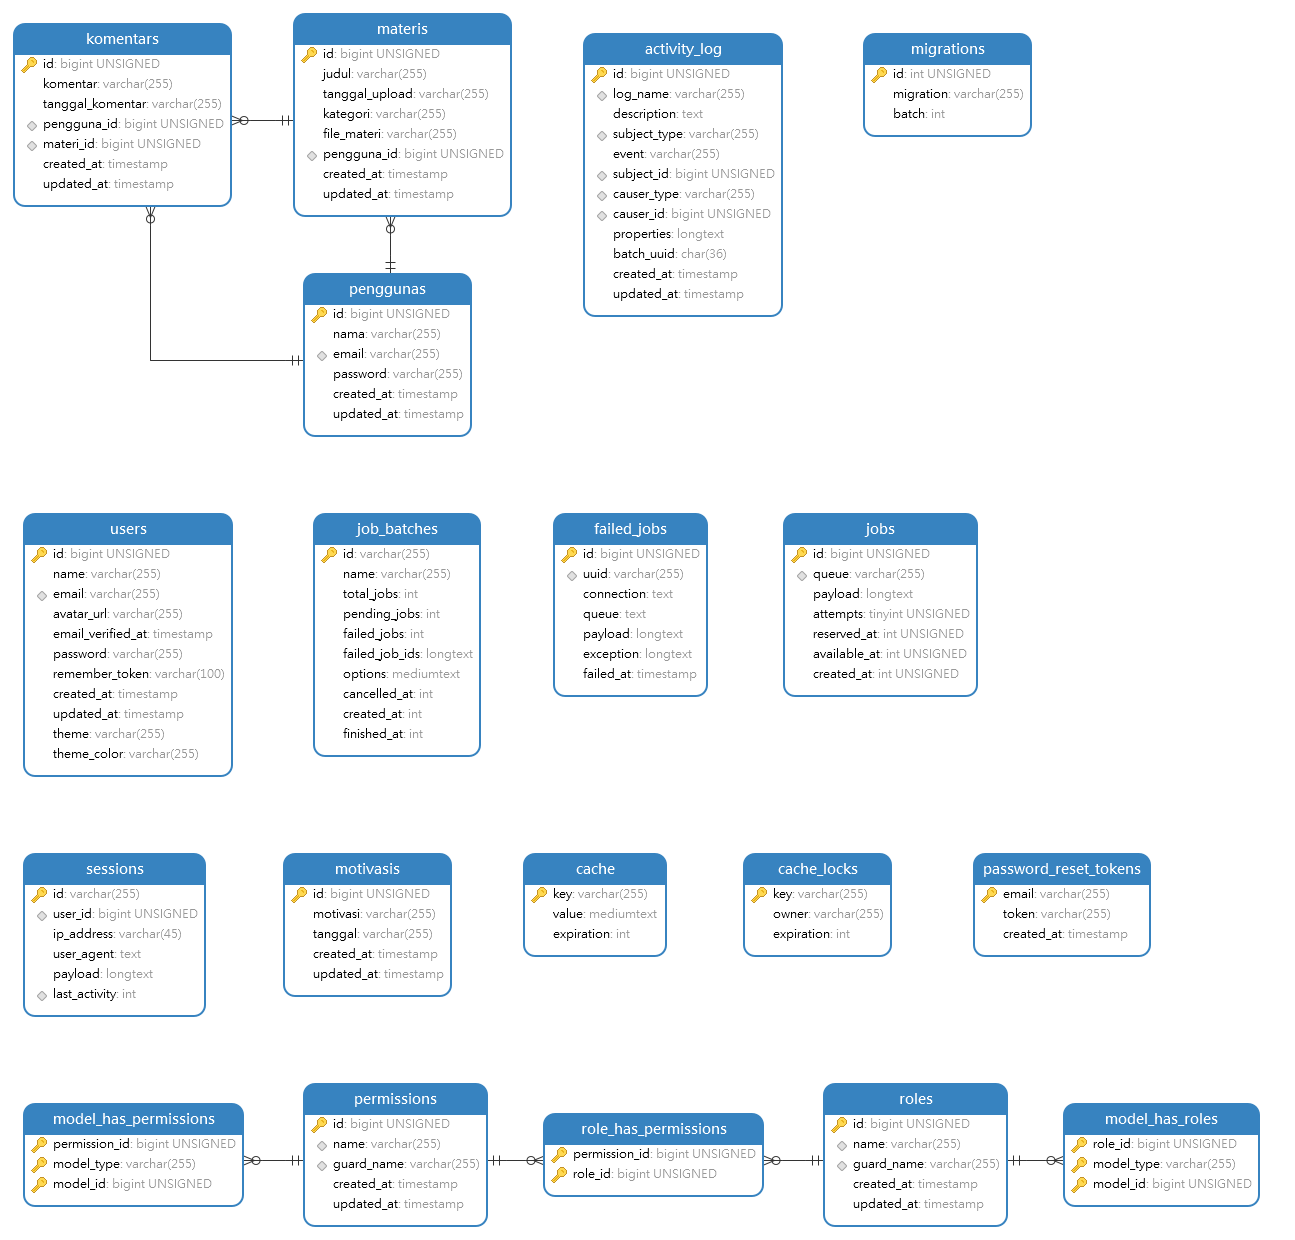 komentars
id: bigint UNSIGNED
komentar: varchar(255)
tanggal_komentar: varchar(255)
pengguna_id: bigint UNSIGNED
materi_id: bigint UNSIGNED
created_at: timestamp
updated_at: timestamp
materis
id: bigint UNSIGNED
judul: varchar(255)
tanggal_upload: varchar(255)
kategori: varchar(255)
file_materi: varchar(255)
pengguna_id: bigint UNSIGNED
created_at: timestamp
updated_at: timestamp
activity_log
id: bigint UNSIGNED
log_name: varchar(255)
description: text
subject_type: varchar(255)
event: varchar(255)
subject_id: bigint UNSIGNED
causer_type: varchar(255)
causer_id: bigint UNSIGNED
properties: longtext
batch_uuid: char(36)
created_at: timestamp
updated_at: timestamp
migrations
id: int UNSIGNED
migration: varchar(255)
batch: int
penggunas
id: bigint UNSIGNED
nama: varchar(255)
email: varchar(255)
password: varchar(255)
created_at: timestamp
updated_at: timestamp
users
id: bigint UNSIGNED
name: varchar(255)
email: varchar(255)
avatar_url: varchar(255)
email_verified_at: timestamp
password: varchar(255)
remember_token: varchar(100)
created_at: timestamp
updated_at: timestamp
theme: varchar(255)
theme_color: varchar(255)
job_batches
id: varchar(255)
name: varchar(255)
total_jobs: int
pending_jobs: int
failed_jobs: int
failed_job_ids: longtext
options: mediumtext
cancelled_at: int
created_at: int
finished_at: int
failed_jobs
id: bigint UNSIGNED
uuid: varchar(255)
connection: text
queue: text
payload: longtext
exception: longtext
failed_at: timestamp
jobs
id: bigint UNSIGNED
queue: varchar(255)
payload: longtext
attempts: tinyint UNSIGNED
reserved_at: int UNSIGNED
available_at: int UNSIGNED
created_at: int UNSIGNED
sessions
id: varchar(255)
user_id: bigint UNSIGNED
ip_address: varchar(45)
user_agent: text
payload: longtext
last_activity: int
motivasis
id: bigint UNSIGNED
motivasi: varchar(255)
tanggal: varchar(255)
created_at: timestamp
updated_at: timestamp
cache
key: varchar(255)
value: mediumtext
expiration: int
cache_locks
key: varchar(255)
owner: varchar(255)
expiration: int
password_reset_tokens
email: varchar(255)
token: varchar(255)
created_at: timestamp
model_has_permissions
permission_id: bigint UNSIGNED
model_type: varchar(255)
model_id: bigint UNSIGNED
permissions
id: bigint UNSIGNED
name: varchar(255)
guard_name: varchar(255)
created_at: timestamp
updated_at: timestamp
role_has_permissions
permission_id: bigint UNSIGNED
role_id: bigint UNSIGNED
roles
id: bigint UNSIGNED
name: varchar(255)
guard_name: varchar(255)
created_at: timestamp
updated_at: timestamp
model_has_roles
role_id: bigint UNSIGNED
model_type: varchar(255)
model_id: bigint UNSIGNED